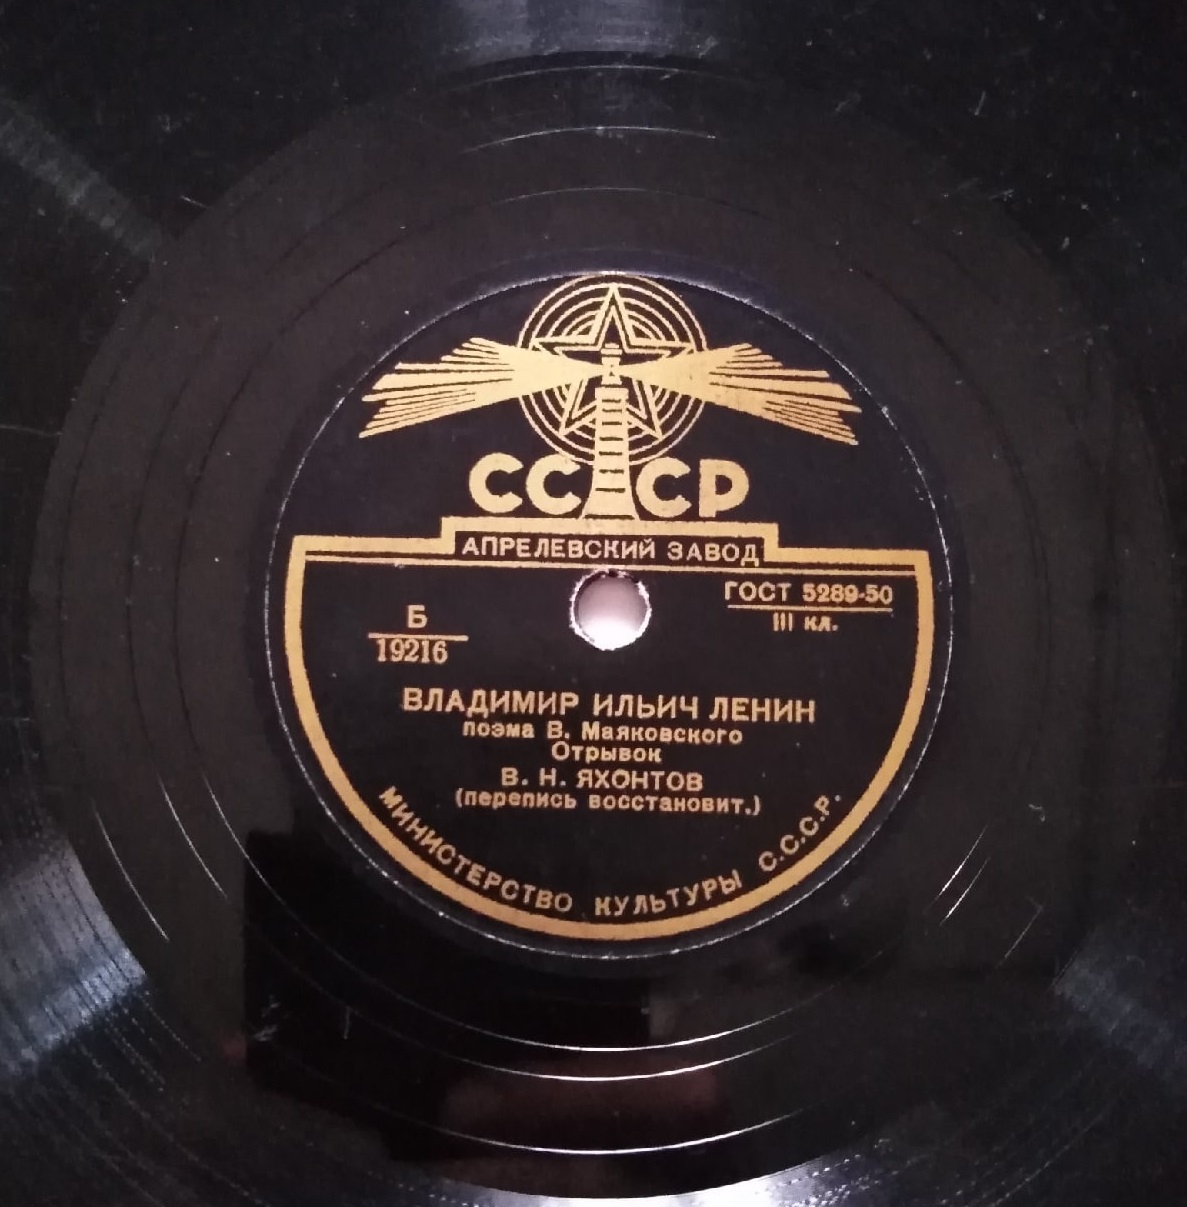 СССР
АПРЕЛЕВСКИЙ ЗАВОД
ГОСТ 5289-50
III кл.
Б
19216
ВЛАДИМИР ИЛЬИЧ ЛЕНИН
поэма В. Маяковского
Отрывок
В. Н. ЯХОНТОВ
(перепись восстановит.)
МИНИСТЕРСТВО КУЛЬТУРЫ С.С.С.Р.